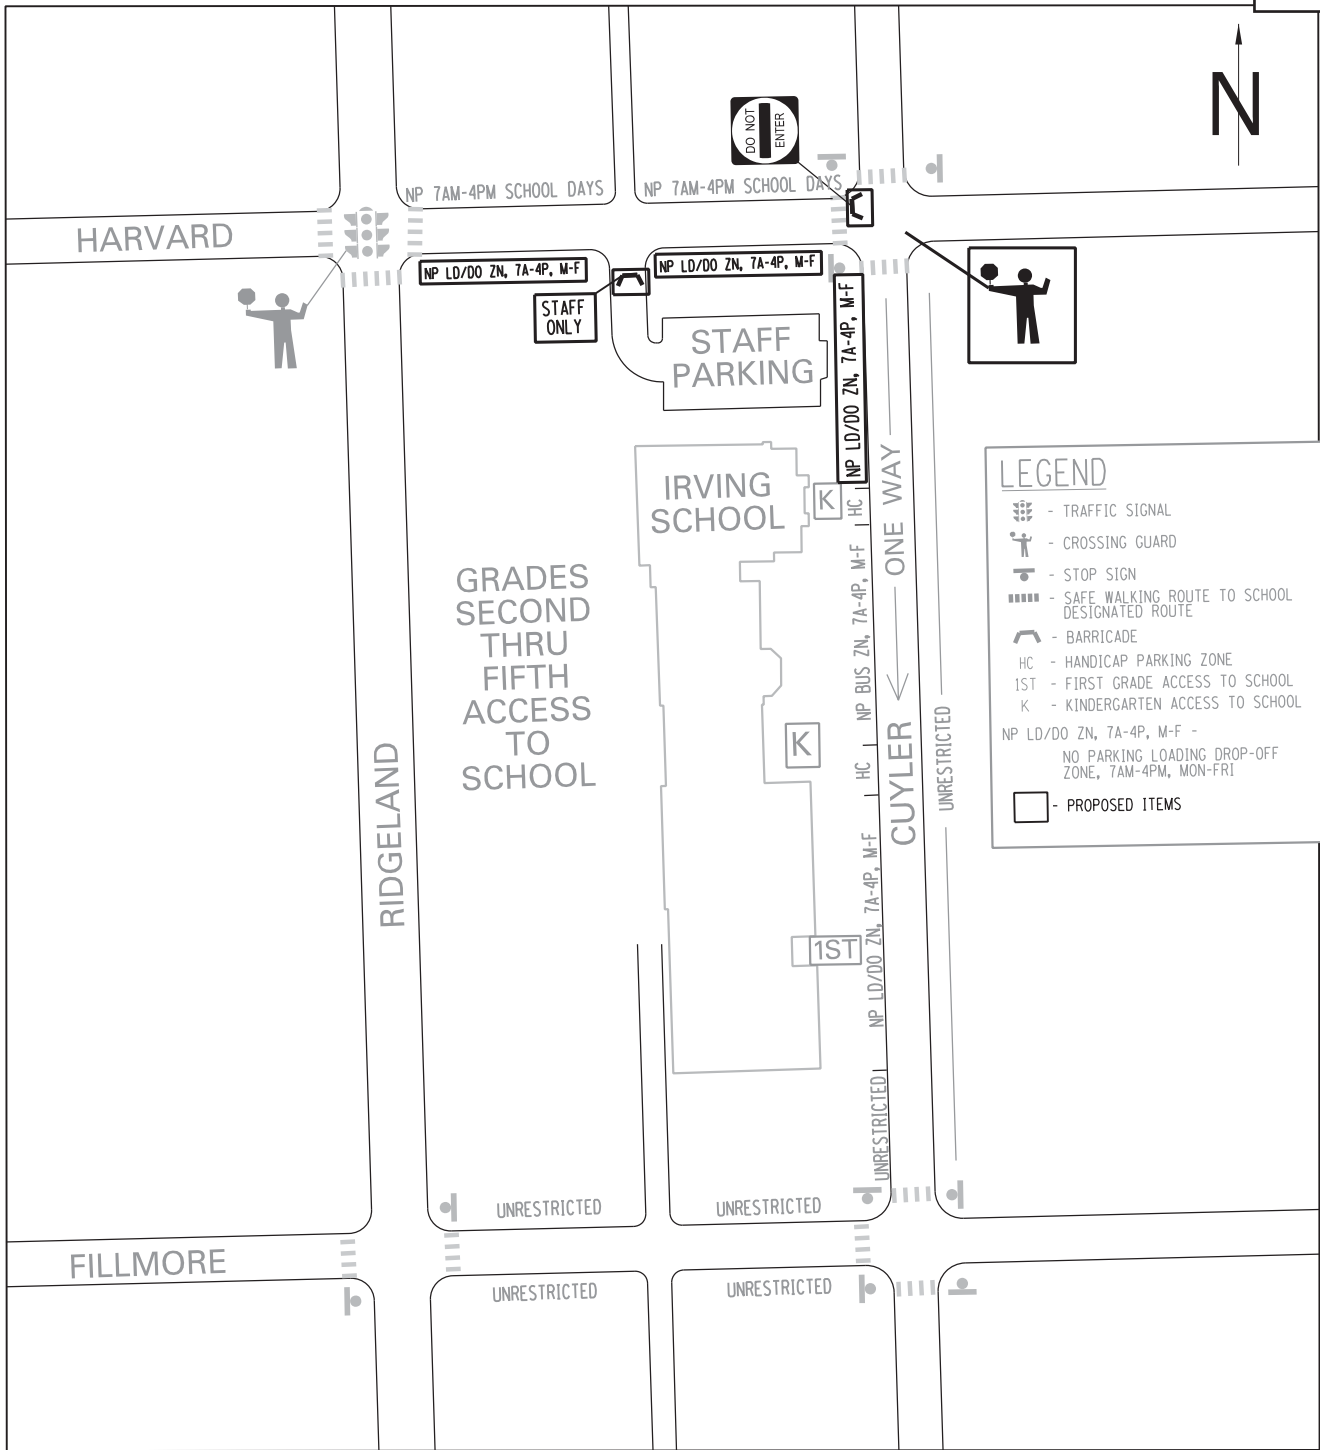 N
DO NOT
ENTER
NP 7AM-4PM SCHOOL DAYS
NP 7AM-4PM SCHOOL DAYS
HARVARD
NP LD/DO ZN, 7A-4P, M-F
NP LD/DO ZN, 7A-4P, M-F
STAFF
ONLY
STAFF
PARKING
NP LD/DO ZN, 7A-4P, M-F
ONE WAY
IRVING
SCHOOL
K
HC
GRADES
SECOND
THRU
FIFTH
ACCESS
TO
SCHOOL
NP BUS ZN, 7A-4P, M-F
K
HC
CUYLER
UNRESTRICTED
RIDGELAND
NP LD/DO ZN, 7A-4P, M-F
1ST
UNRESTRICTED
LEGEND
- TRAFFIC SIGNAL
- CROSSING GUARD
- STOP SIGN
- SAFE WALKING ROUTE TO SCHOOL
DESIGNATED ROUTE
- BARRICADE
HC - HANDICAP PARKING ZONE
1ST - FIRST GRADE ACCESS TO SCHOOL
K - KINDERGARTEN ACCESS TO SCHOOL
NP LD/DO ZN, 7A-4P, M-F -
NO PARKING LOADING DROP-OFF
ZONE, 7AM-4PM, MON-FRI
- PROPOSED ITEMS
UNRESTRICTED
UNRESTRICTED
FILLMORE
UNRESTRICTED
UNRESTRICTED